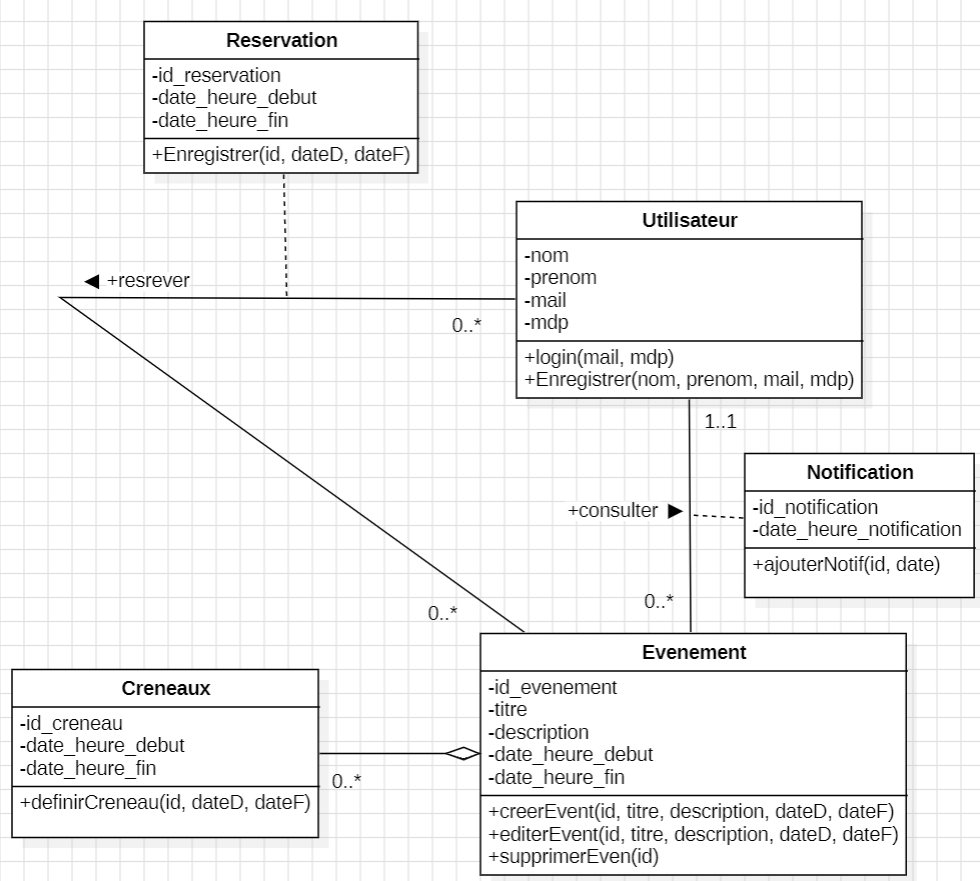 Reservation
-id_reservation
-date_heure_debut
-date_heure_fin
+Enregistrer(id, dateD, dateF)
Utilisateur
-nom
-prenom
-mail
-mdp
+login(mail, mdp)
+Enregistrer(nom, prenom, mail, mdp)
+resrever
0..*
1..1
Notification
-id_notification
-date_heure_notification
+ajouterNotif(id, date)
+consulter
0..*
0..*
Evenement
-id_evenement
-titre
-description
-date_heure_debut
-date_heure_fin
+creerEvent(id, titre, description, dateD, dateF)
+editerEvent(id, titre, description, dateD, dateF)
+supprimerEven(id)
Creneaux
-id_creneau
-date_heure_debut
-date_heure_fin
+definirCreneau(id, dateD, dateF)
0..*